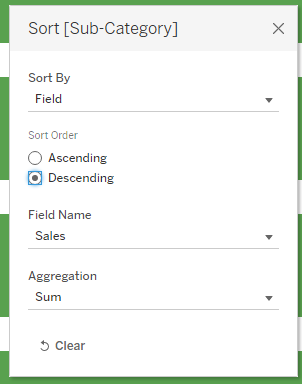 Sort [Sub-Category]
Sort By
Field
Sort Order
Ascending
Descending
Field Name
Sales
Aggregation
Sum
Clear